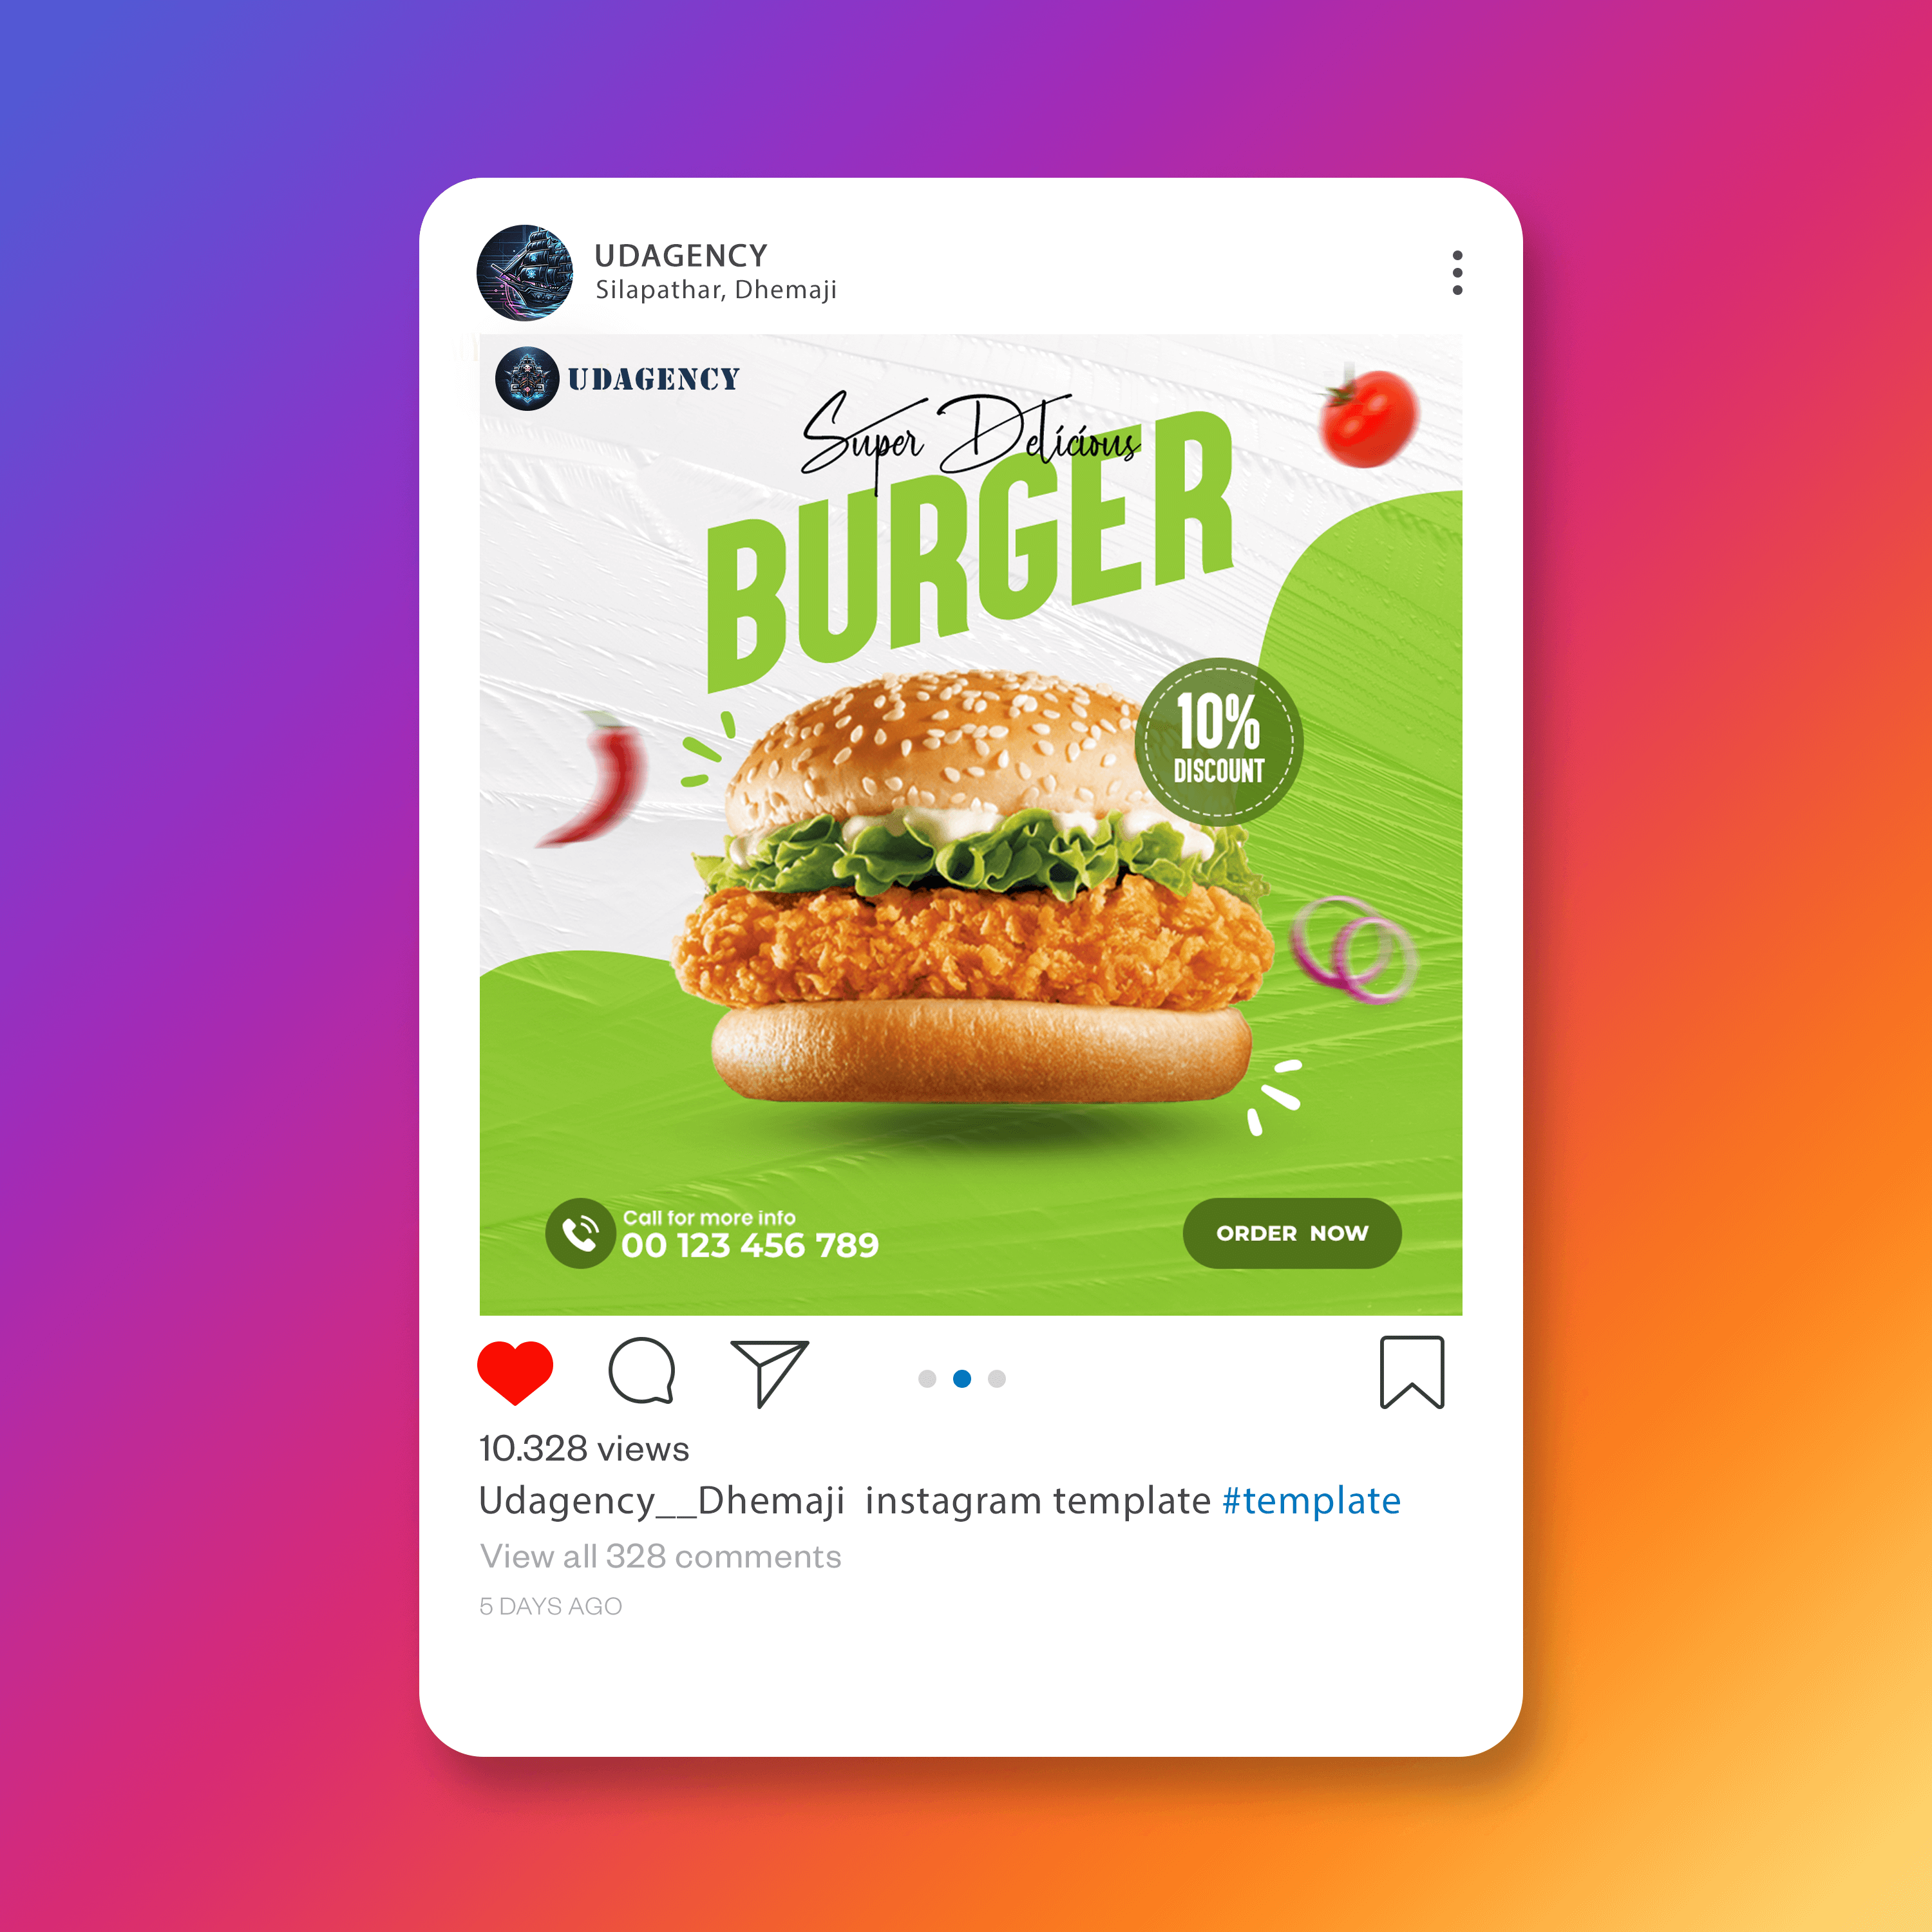 UDAGENCY
Silapathar, Dhemaji
UDAGENCY
Super Delicious
BURGER
10%
DISCOUNT
Call for more info
00 123 456 789
ORDER NOW
10.328 views
Udagency__Dhemaji instagram template #template
View all 328 comments
5 DAYS AGO